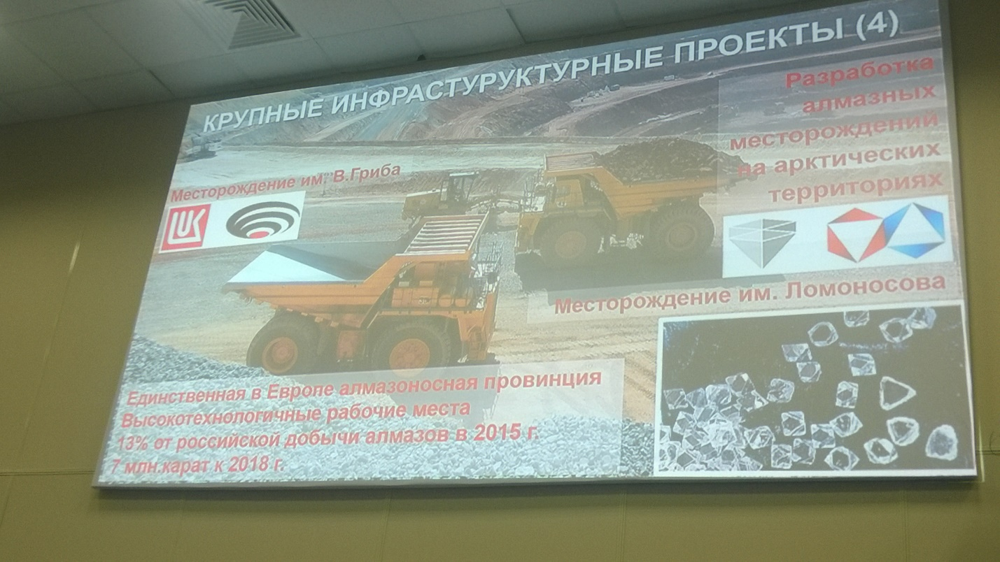 КРУПНЫЕ ИНФРАСТУРУКТУРНЫЕ ПРОЕКТЫ (4)
Разработка
алмазных
месторождений
на арктических
территориях
Месторождение им. В.Гриба
LUK
Месторождение им. Ломоносова
Единственная в Европе алмазоносная провинция
Высокотехнологичные рабочие места
13% от российской добычи алмазов в 2015 г.
7 млн.карат к 2018 г.